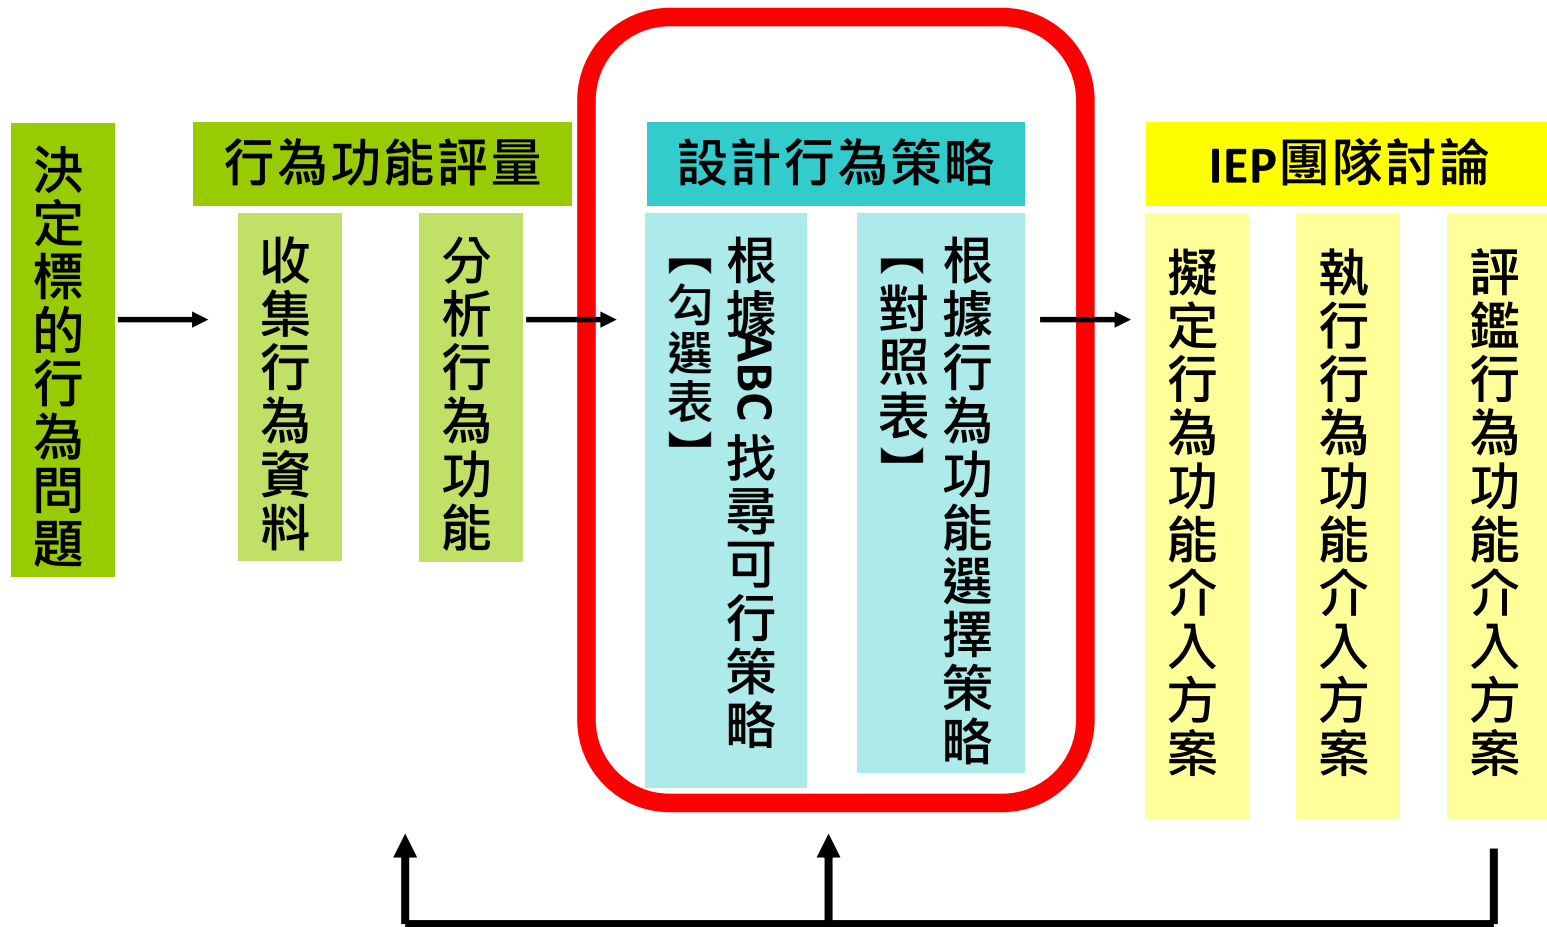 決定標的行為問題
行為功能評量
收集行為資料
分析行為功能
設計行為策略
根據ABC 找尋可行策略
【勾選表】
根據行為功能選擇策略
【對照表】
IEP團隊討論
擬定行為功能介入方案
執行行為功能介入方案
評鑑行為功能介入方案